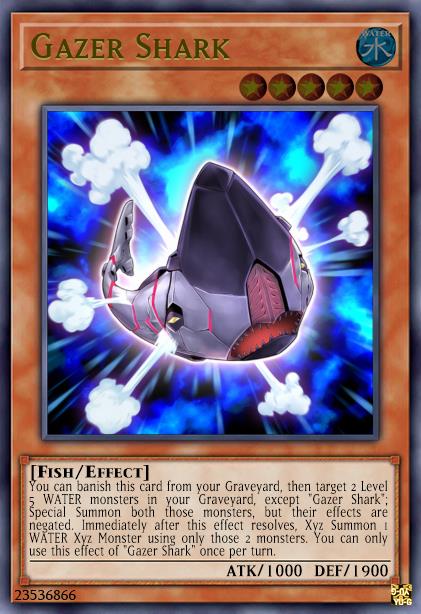 Gazer Shark
WATER
水
[Fish/Effect]
You can banish this card from your Graveyard, then target 2 Level
5 WATER monsters in your Graveyard, except "Gazer Shark";
Special Summon both those monsters, but their effects are
negated. Immediately after this effect resolves, Xyz Summon 1
WATER Xyz Monster using only those 2 monsters. You can only
use this effect of "Gazer Shark" once per turn.
ATK/1000 DEF/1900
23536866